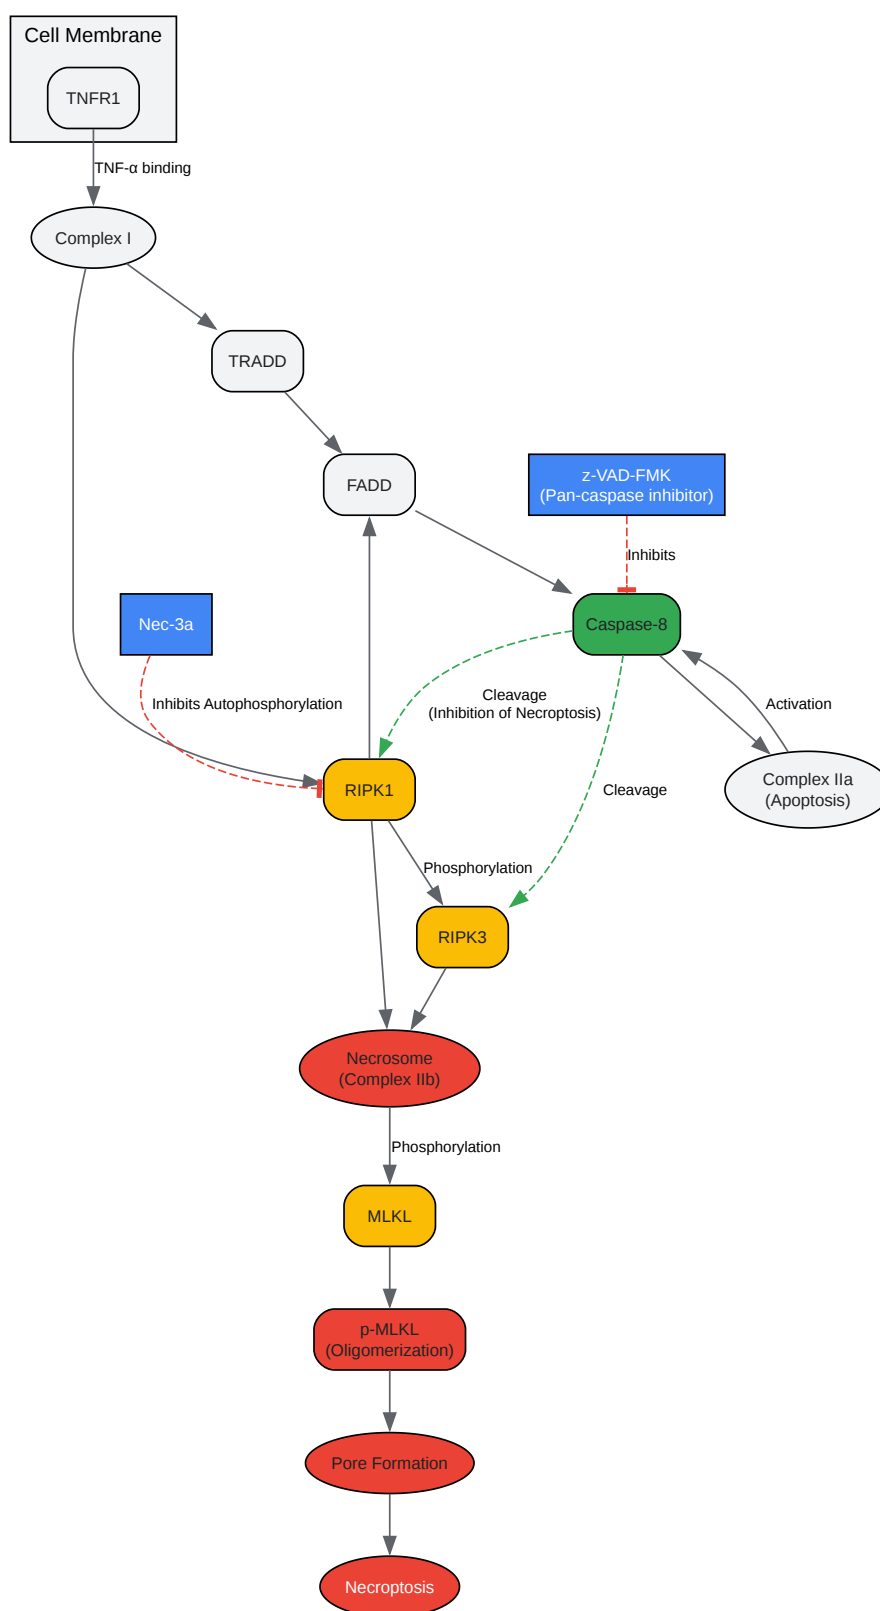 Cell Membrane
TNFR1
TNF-α binding
Complex I
TRADD
FADD
z-VAD-FMK
(Pan-caspase inhibitor)
Inhibits
Nec-3a
Caspase-8
Inhibits Autophosphorylation
Cleavage
(Inhibition of Necroptosis)
Activation
RIPK1
Cleavage
Complex IIa
(Apoptosis)
Phosphorylation
RIPK3
Necrosome
(Complex IIb)
Phosphorylation
MLKL
p-MLKL
(Oligomerization)
Pore Formation
Necroptosis